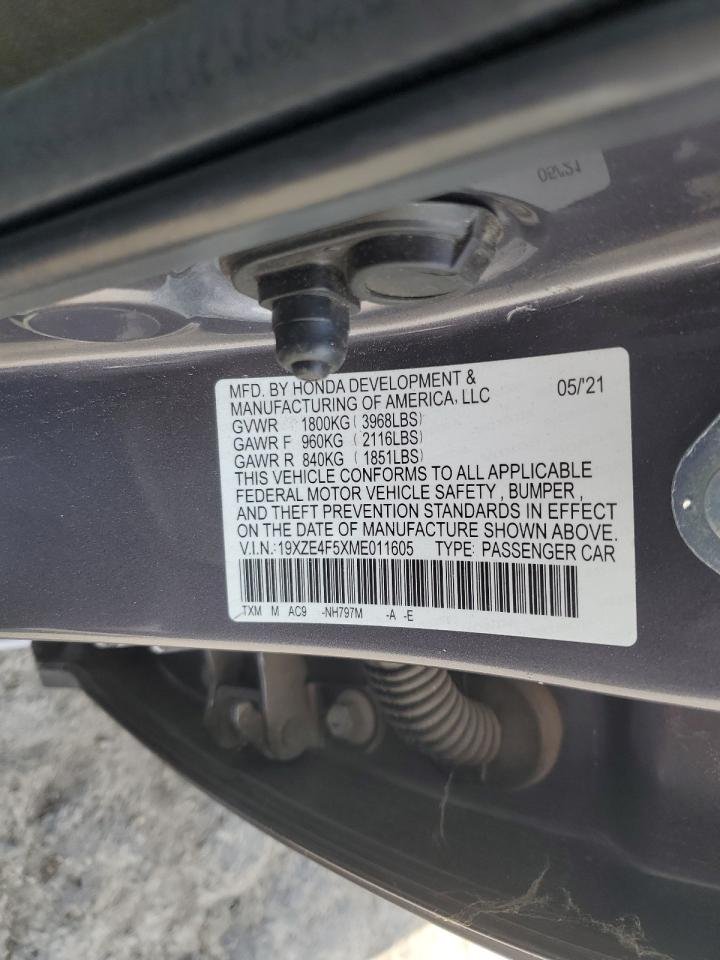 MFD. BY HONDA DEVELOPMENT & 05/'21
MANUFACTURING OF AMERICA, LLC
GVWR 1800KG ( 3968LBS)
GAWR F 960KG ( 2116LBS)
GAWR R 840KG ( 1851LBS)
THIS VEHICLE CONFORMS TO ALL APPLICABLE
FEDERAL MOTOR VEHICLE SAFETY, BUMPER,
AND THEFT PREVENTION STANDARDS IN EFFECT
ON THE DATE OF MANUFACTURE SHOWN ABOVE.
V.I.N.: 19XZE4F5XME011605 TYPE: PASSENGER CAR
TXM M AC9 -NH797M -A -E